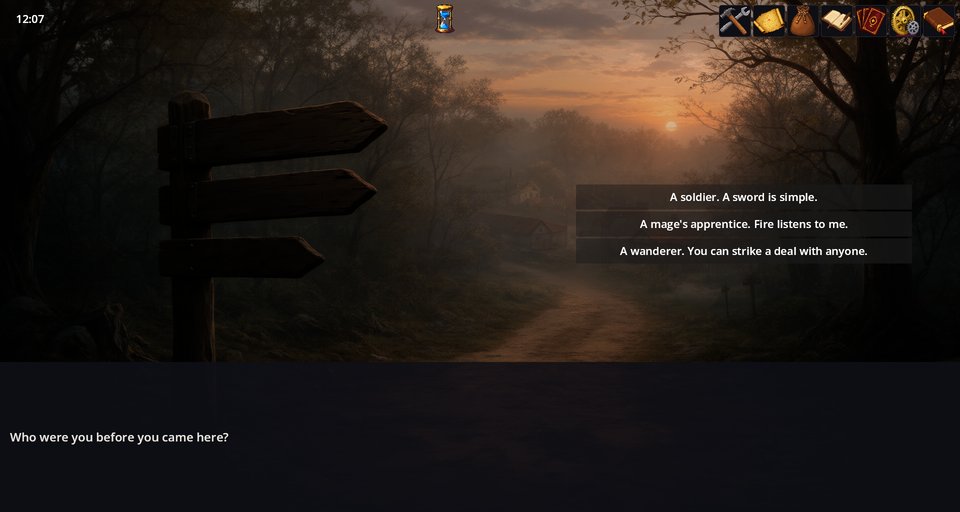 12:07
A soldier. A sword is simple.
A mage's apprentice. Fire listens to me.
A wanderer. You can strike a deal with anyone.
Who were you before you came here?